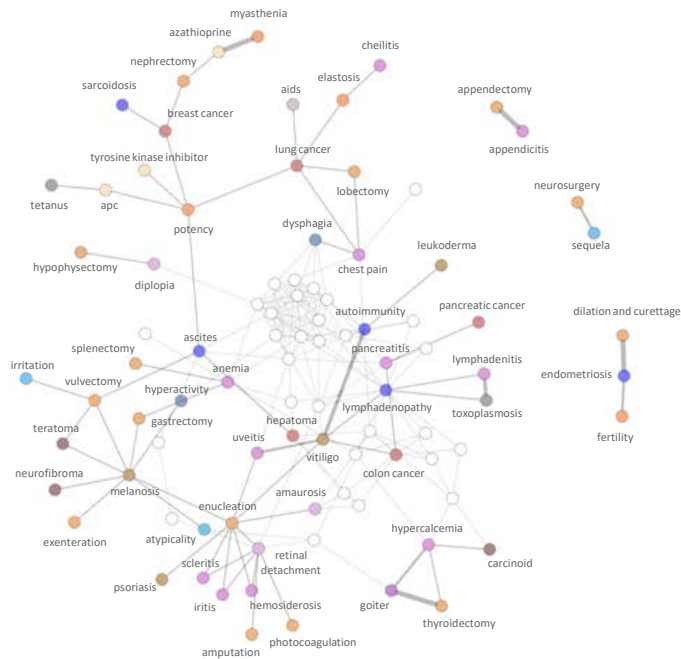 myasthenia
azathioprine
cheilitis
nephrectomy
elastosis
sarcoidosis
aids
appendectomy
breast cancer
lung cancer
appendicitis
tyrosine kinase inhibitor
neurosurgery
lobectomy
tetanus
apc
potency
dysphagia
sequela
leukoderma
hypophysectomy
chest pain
diplopia
pancreatic cancer
autoimmunity
dilation and curettage
ascites
splenectomy
pancreatitis
lymphadenitis
irritation
anemia
vulvectomy
hyperactivity
endometriosis
lymphadenopathy
toxoplasmosis
gastrectomy
hepatoma
teratoma
uveitis
fertility
vitiligo
neurofibroma
colon cancer
melanosis
amaurosis
enucleation
hypercalcemia
exenteration
atypicality
retinal
detachment
scleritis
carcinoid
psoriasis
iritis
hemosiderosis
goiter
thyroidectomy
photocoagulation
amputation